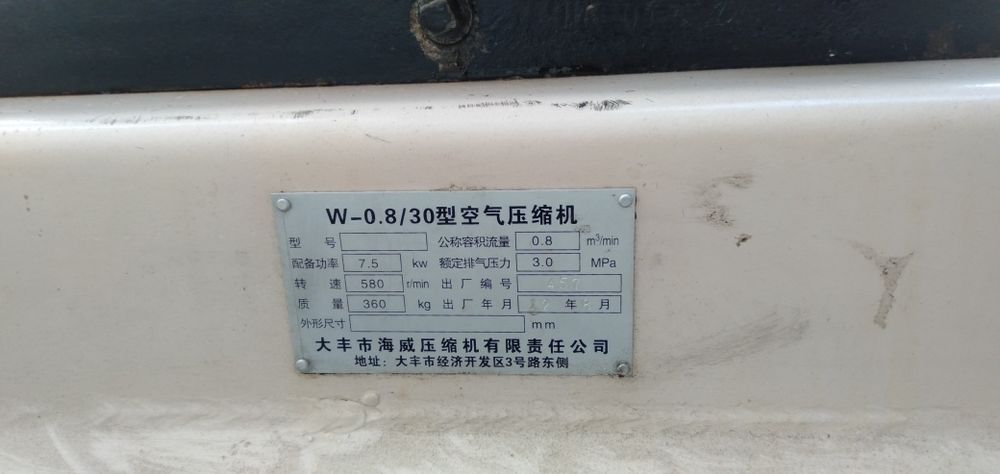 W-0.8/30型空气压缩机
型 号 公称容积流量 0.8 m³/min
配备功率 7.5 kw 额定排气压力 3.0 MPa
转 速 580 r/min 出厂编号 457
质 量 360 kg 出厂年月 年 月
外形尺寸 mm
大丰市海威压缩机有限责任公司
地址：大丰市经济开发区3号路东侧